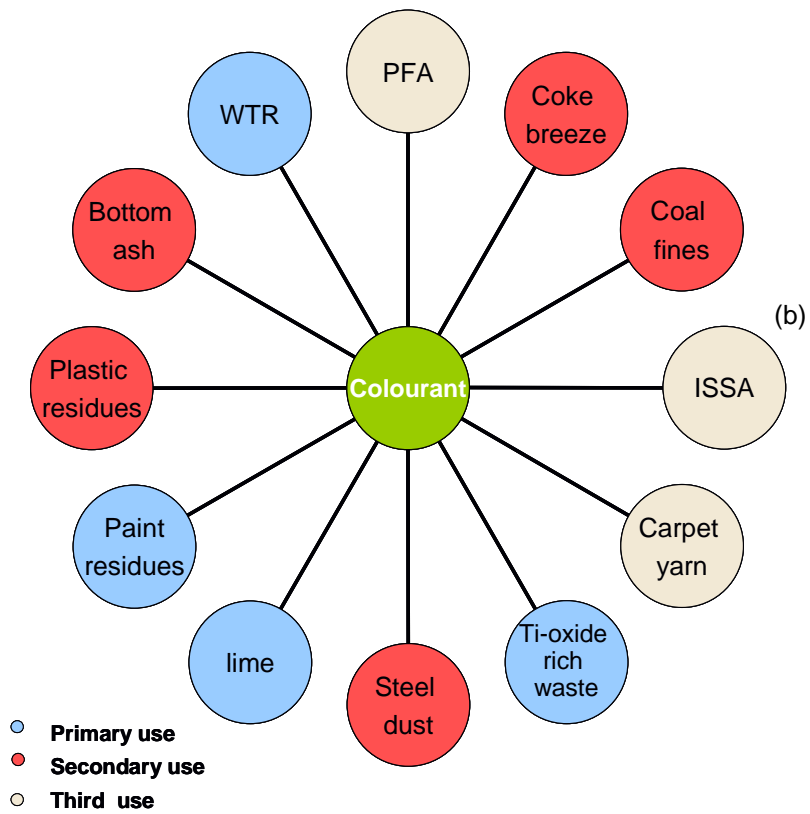 PFA
Coke
breeze
WTR
Coal
fines
Bottom
ash
(b)
Plastic
residues
Colourant
ISSA
Paint
residues
Carpet
yarn
Ti-oxide
rich
waste
lime
Steel
dust
Primary use
Secondary use
Third use